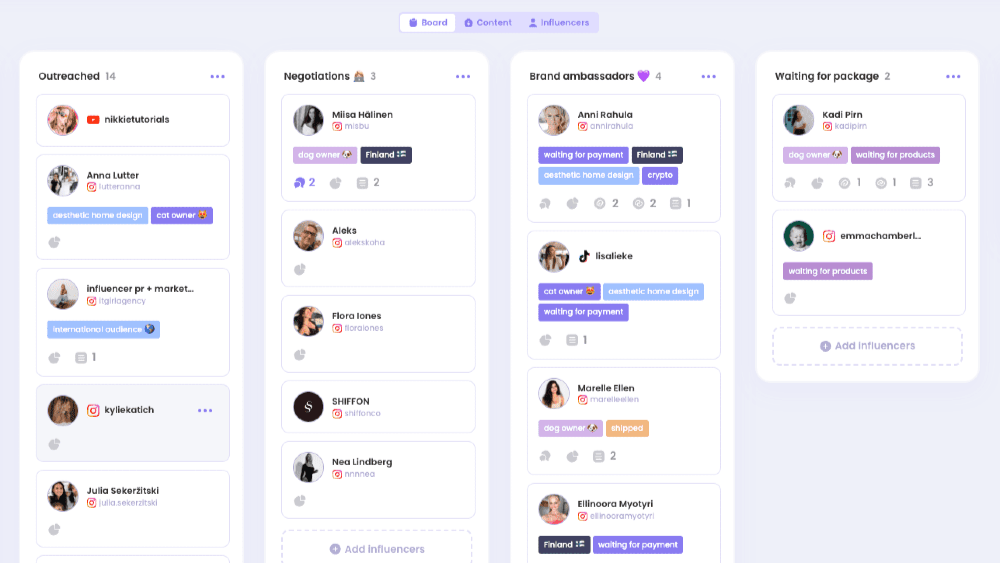 Board Content Influencers
Outreached 14
nikkietutorials
Anna Lutter
lutteranna
aesthetic home design cat owner
influencer pr + market...
itgirlagency
international audience
1
kyliekatich
Julia Sekeržitski
julia.sekerzitski
Negotiations 3
Miisa Hälinen
misbu
dog owner Finland
2 2
Aleks
alekskoha
Flora Iones
floraiones
SHIFFON
shiffonco
Nea Lindberg
nnnnea
Add influencers
Brand ambassadors 4
Anni Rahula
annirahula
waiting for payment Finland
aesthetic home design crypto
2 2 1
lisalieke
cat owner aesthetic home design
waiting for payment
1
Marelle Ellen
marelleellen
dog owner shipped
2
Ellinoora Myotyri
ellinooramyotyri
Finland waiting for payment
Waiting for package 2
Kadi Pirn
kadipirn
dog owner waiting for products
1 1 3
emmachamberl...
waiting for products
Add influencers